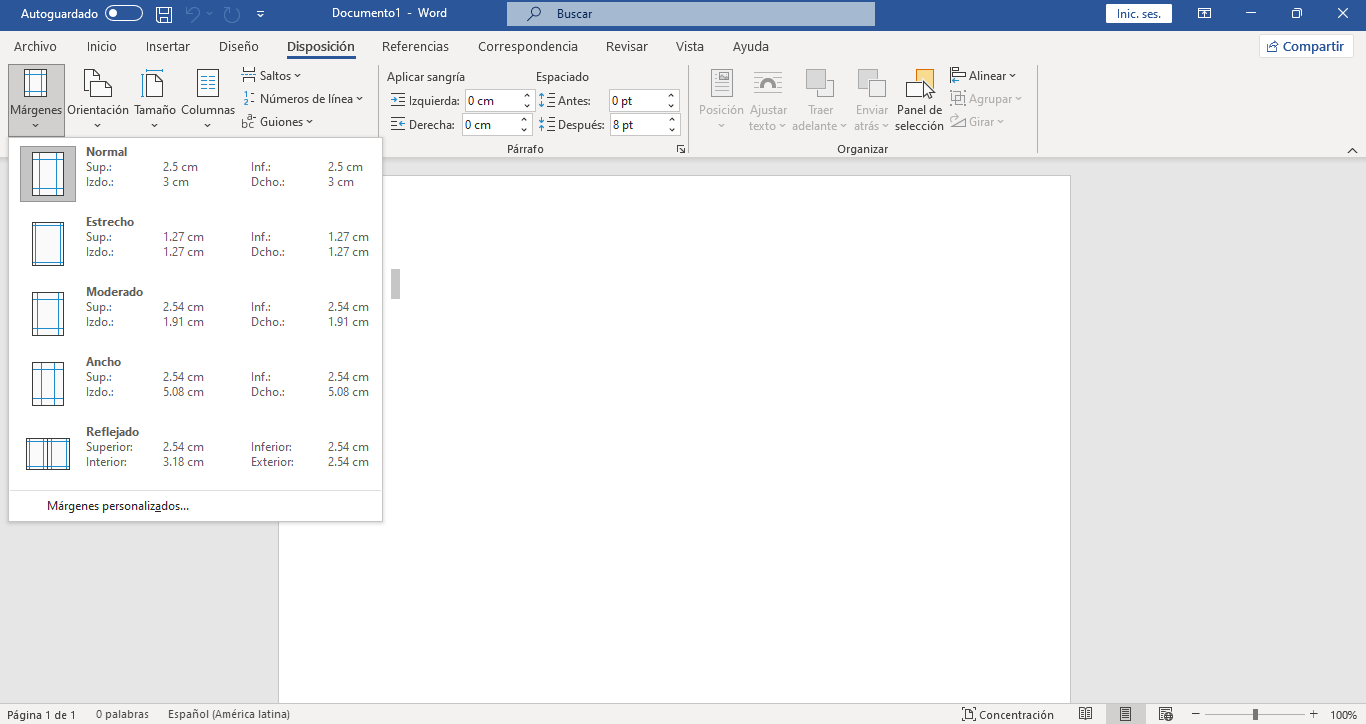 Autoguardado Documento1 - Word Buscar Inic. ses.
Archivo Inicio Insertar Diseño Disposición Referencias Correspondencia Revisar Vista Ayuda Compartir
Márgenes Orientación Tamaño Columnas
Saltos
Números de línea
bc a- Guiones
Aplicar sangría Espaciado
Izquierda: 0 cm Antes: 0 pt
Derecha: 0 cm Después: 8 pt
Párrafo
Posición Ajustar texto Traer adelante Enviar atrás Panel de selección
Alinear
Agrupar
Girar
Organizar
Normal
Sup.: 2.5 cm Inf.: 2.5 cm
Izdo.: 3 cm Dcho.: 3 cm
Estrecho
Sup.: 1.27 cm Inf.: 1.27 cm
Izdo.: 1.27 cm Dcho.: 1.27 cm
Moderado
Sup.: 2.54 cm Inf.: 2.54 cm
Izdo.: 1.91 cm Dcho.: 1.91 cm
Ancho
Sup.: 2.54 cm Inf.: 2.54 cm
Izdo.: 5.08 cm Dcho.: 5.08 cm
Reflejado
Superior: 2.54 cm Inferior: 2.54 cm
Interior: 3.18 cm Exterior: 2.54 cm
Márgenes personalizados...
Página 1 de 1 0 palabras Español (América latina) Concentración 100%